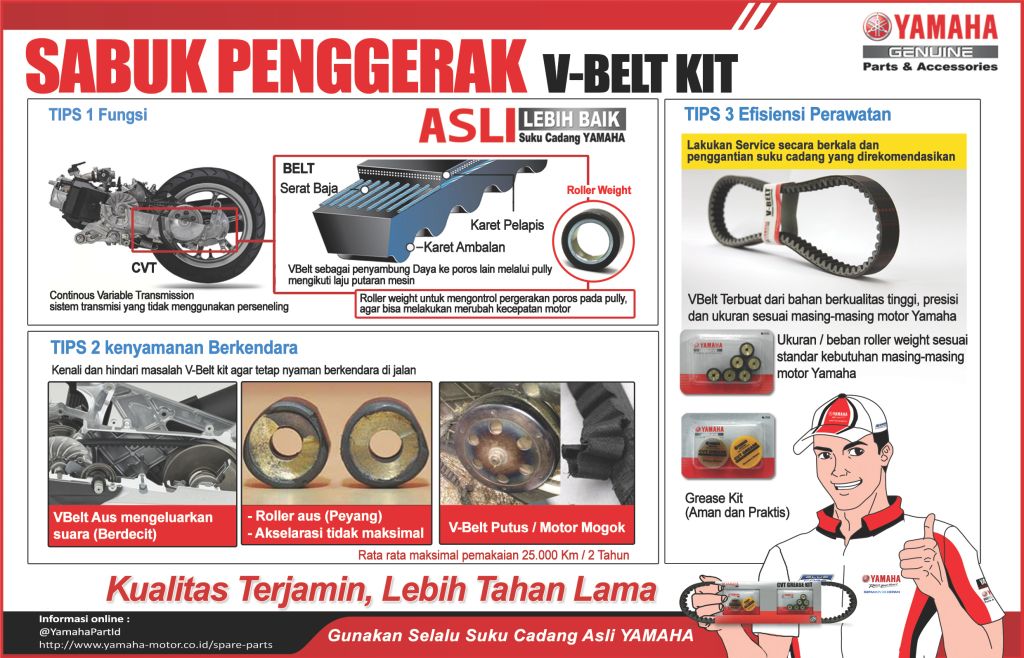 YAMAHA
GENUINE
Parts & Accessories
SABUK PENGGERAK V-BELT KIT
TIPS 1 Fungsi
ASLI LEBIH BAIK
Suku Cadang YAMAHA
BELT
Serat Baja
Karet Pelapis
Karet Ambalan
Roller Weight
CVT
VBelt sebagai penyambung Daya ke poros lain melalui pully
mengikuti laju putaran mesin
Continous Variable Transmission
sistem transmisi yang tidak menggunakan perseneling
Roller weight untuk mengontrol pergerakan poros pada pully,
agar bisa melakukan merubah kecepatan motor
TIPS 2 kenyamanan Berkendara
Kenali dan hindari masalah V-Belt kit agar tetap nyaman berkendara di jalan
VBelt Aus mengeluarkan
suara (Berdecit)
- Roller aus (Peyang)
- Akselarasi tidak maksimal
V-Belt Putus / Motor Mogok
Rata rata maksimal pemakaian 25.000 Km / 2 Tahun
TIPS 3 Efisiensi Perawatan
Lakukan Service secara berkala dan
penggantian suku cadang yang direkomendasikan
V-BELT
VBelt Terbuat dari bahan berkualitas tinggi, presisi
dan ukuran sesuai masing-masing motor Yamaha
YAMAHA
Ukuran / beban roller weight sesuai
standar kebutuhan masing-masing
motor Yamaha
YAMAHA
Grease Kit
(Aman dan Praktis)
YAMAHA
YAMAHA
CVT GREASE KIT
Kualitas Terjamin, Lebih Tahan Lama
Informasi online :
@YamahaPartId
http://www.yamaha-motor.co.id/spare-parts
Gunakan Selalu Suku Cadang Asli YAMAHA